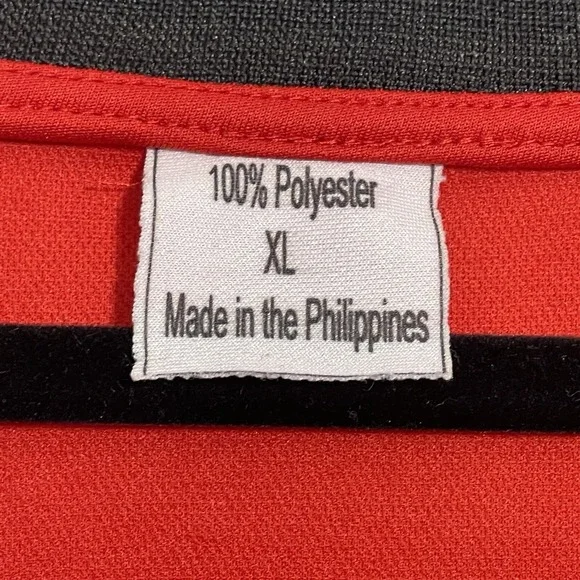 100% Polyester
XL
Made in the Philippines